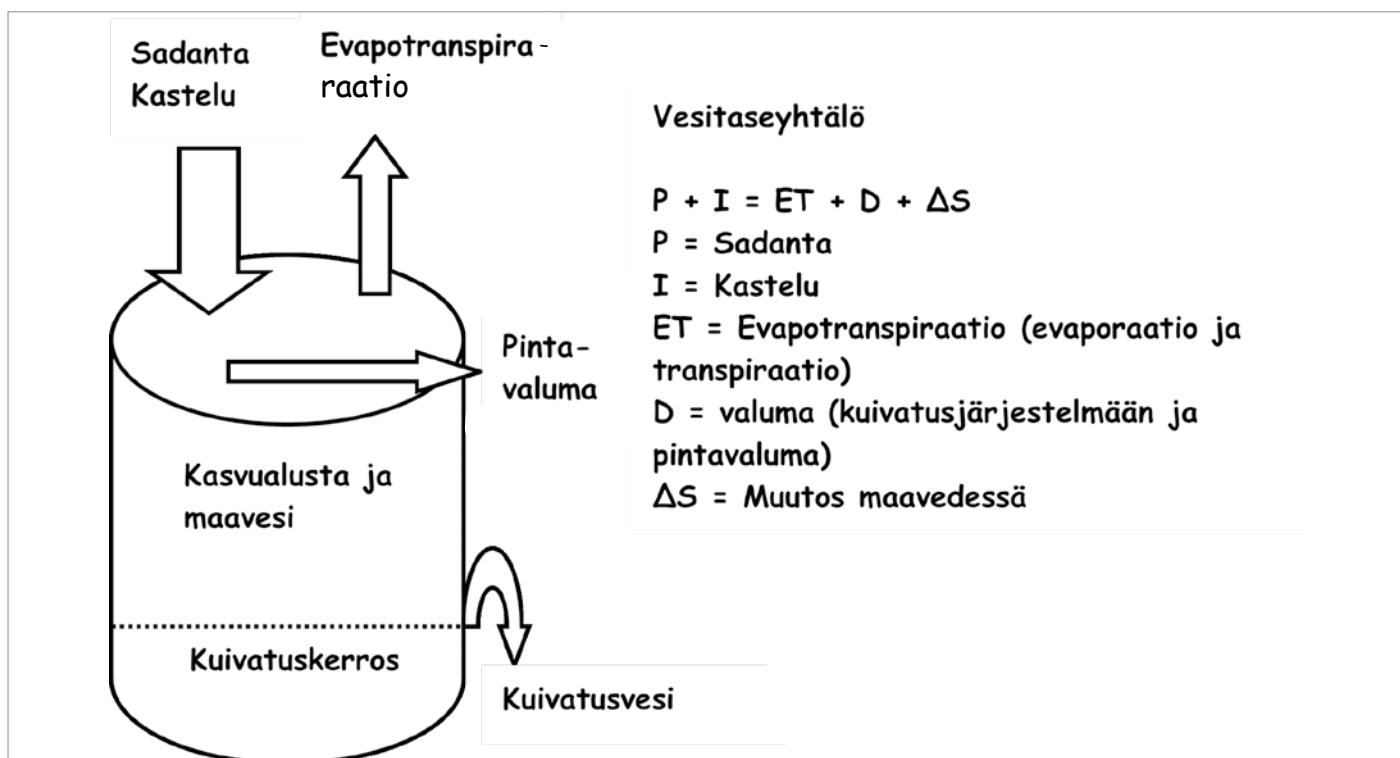 Sadanta
Kastelu
Evapotranspira-
raatio
Vesitaseyhtälö
P + I = ET + D + ΔS
P = Sadanta
I = Kastelu
ET = Evapotranspiraatio (evaporaatio ja
transpiraatio)
D = valuma (kuivatusjärjestelmään ja
pintavaluma)
ΔS = Muutos maavedessä
Pinta-
valuma
Kasvualusta ja
maavesi
Kuivatuskerros
Kuivatusvesi